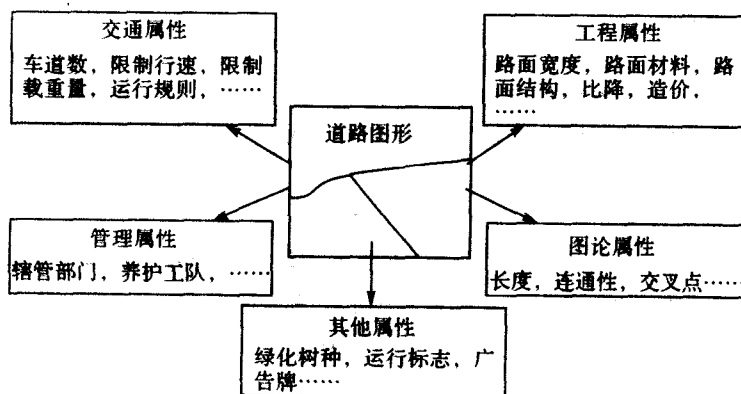 交通属性
车道数，限制行速，限制
载重量，运行规则，……
工程属性
路面宽度，路面材料，路
面结构，比降，造价，
……
道路图形
管理属性
辖管部门，养护工队，……
图论属性
长度，连通性，交叉点……
其他属性
绿化树种，运行标志，广
告牌……